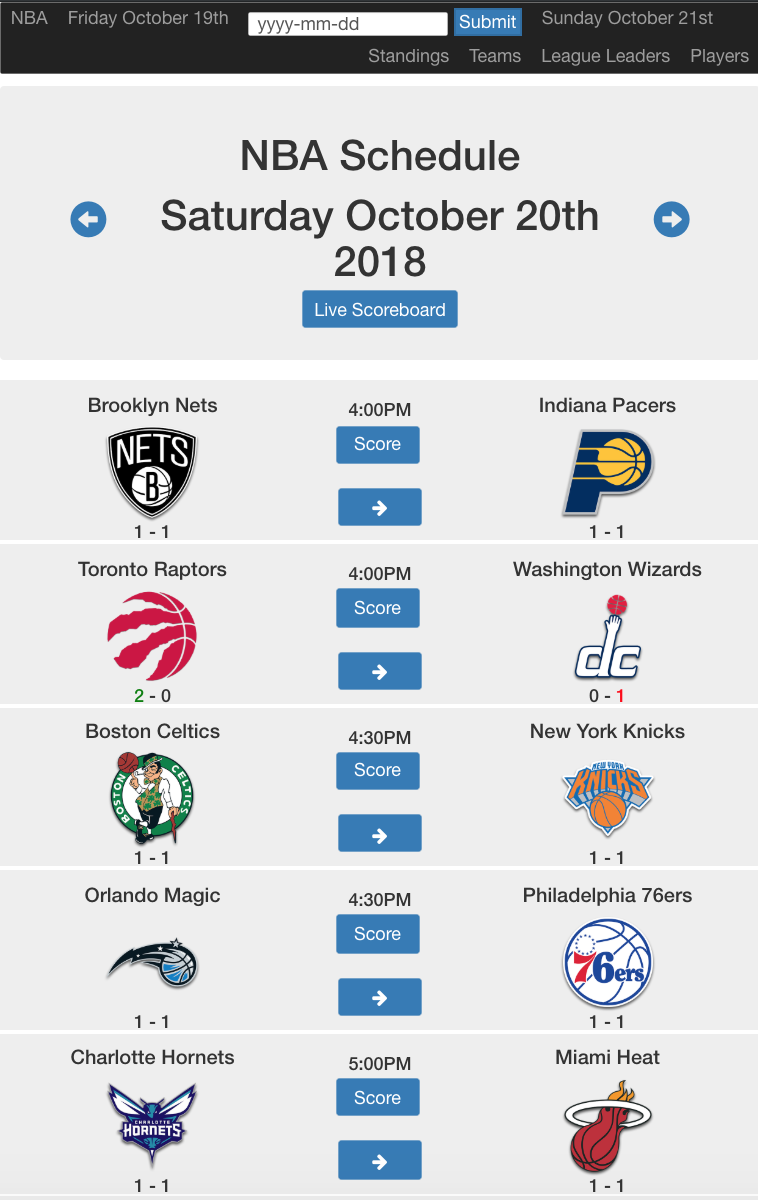 NBA Friday October 19th yyyy-mm-dd Submit Sunday October 21st
Standings Teams League Leaders Players
NBA Schedule
Saturday October 20th
2018
Live Scoreboard
Brooklyn Nets 4:00PM Indiana Pacers
Score
NETS
B
1 - 1 1 - 1
Toronto Raptors 4:00PM Washington Wizards
Score
dc
2 - 0 0 - 1
Boston Celtics 4:30PM New York Knicks
Score
BOSTON CELTICS
NEW YORK
KNICKS
1 - 1 1 - 1
Orlando Magic 4:30PM Philadelphia 76ers
Score
76ers
1 - 1 1 - 1
Charlotte Hornets 5:00PM Miami Heat
Score
CHARLOTTE
HORNETS
1 - 1 1 - 1